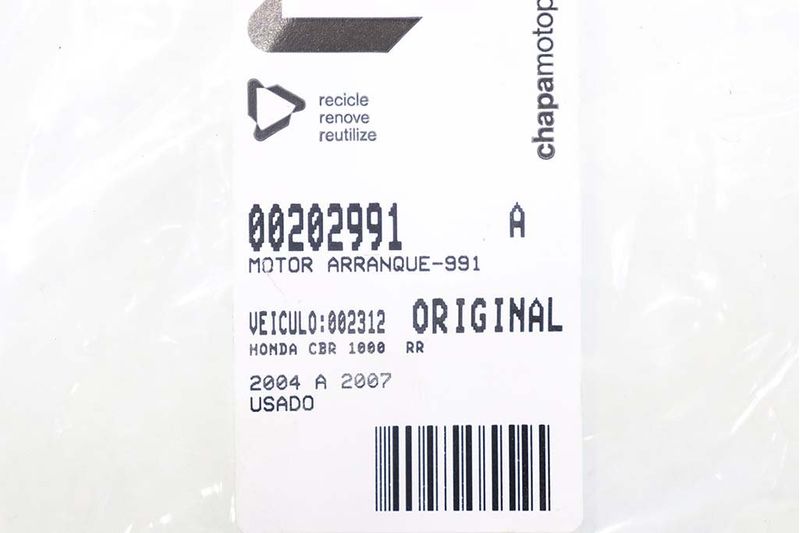 recicle
renove
reutilize
chapamotop
00202991 A
MOTOR ARRANQUE-991
VEICULO:002312 ORIGINAL
HONDA CBR 1000 RR
2004 A 2007
USADO